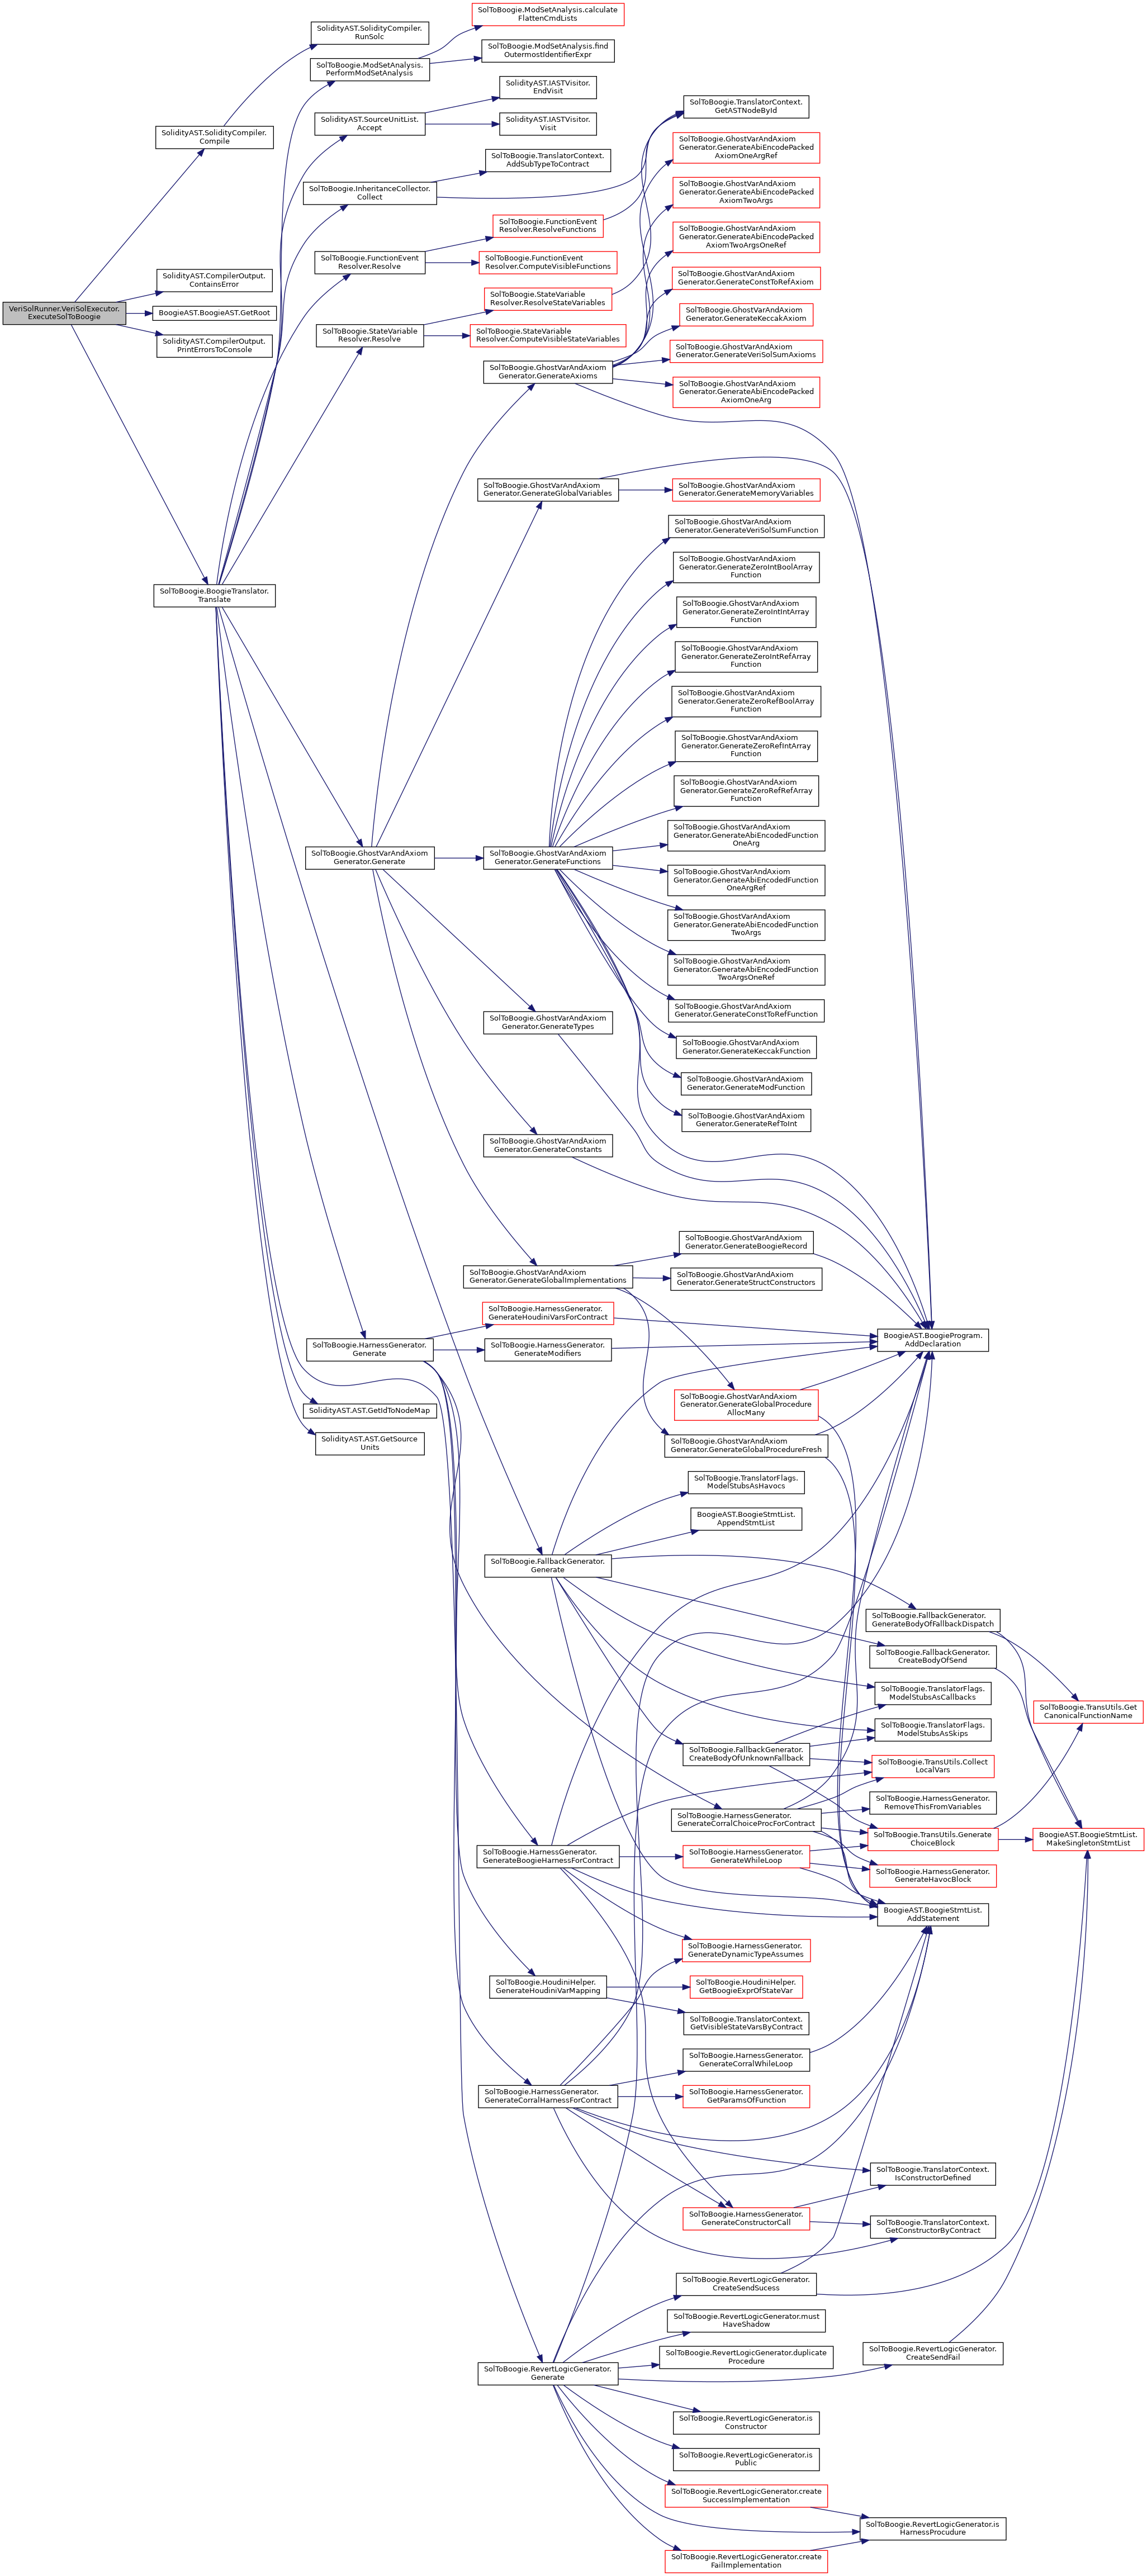 SolToBoogie.ModSetAnalysis.calculate
FlattenCmdLists
SolidityAST.SolidityCompiler.
RunSolc
SolToBoogie.ModSetAnalysis.find
OutermostIdentifierExpr
SolToBoogie.ModSetAnalysis.
PerformModSetAnalysis
SolidityAST.IASTVisitor.
EndVisit
SolToBoogie.TranslatorContext.
GetASTNodeById
SolidityAST.SourceUnitList.
Accept
SolidityAST.IASTVisitor.
Visit
SolidityAST.SolidityCompiler.
Compile
SolToBoogie.GhostVarAndAxiom
Generator.GenerateAbiEncodePacked
AxiomOneArgRef
SolToBoogie.TranslatorContext.
AddSubTypeToContract
SolToBoogie.InheritanceCollector.
Collect
SolToBoogie.GhostVarAndAxiom
Generator.GenerateAbiEncodePacked
AxiomTwoArgs
SolToBoogie.FunctionEvent
Resolver.ResolveFunctions
SolToBoogie.GhostVarAndAxiom
Generator.GenerateAbiEncodePacked
AxiomTwoArgsOneRef
SolToBoogie.FunctionEvent
Resolver.Resolve
SolToBoogie.FunctionEvent
Resolver.ComputeVisibleFunctions
SolidityAST.CompilerOutput.
ContainsError
SolToBoogie.GhostVarAndAxiom
Generator.GenerateConstToRefAxiom
SolToBoogie.StateVariable
Resolver.ResolveStateVariables
VeriSolRunner.VeriSolExecutor.
ExecuteSolToBoogie
BoogieAST.BoogieAST.GetRoot
SolToBoogie.GhostVarAndAxiom
Generator.GenerateKeccakAxiom
SolToBoogie.StateVariable
Resolver.Resolve
SolToBoogie.StateVariable
Resolver.ComputeVisibleStateVariables
SolidityAST.CompilerOutput.
PrintErrorsToConsole
SolToBoogie.GhostVarAndAxiom
Generator.GenerateVeriSolSumAxioms
SolToBoogie.GhostVarAndAxiom
Generator.GenerateAxioms
SolToBoogie.GhostVarAndAxiom
Generator.GenerateAbiEncodePacked
AxiomOneArg
SolToBoogie.GhostVarAndAxiom
Generator.GenerateGlobalVariables
SolToBoogie.GhostVarAndAxiom
Generator.GenerateMemoryVariables
SolToBoogie.GhostVarAndAxiom
Generator.GenerateVeriSolSumFunction
SolToBoogie.GhostVarAndAxiom
Generator.GenerateZeroIntBoolArray
Function
SolToBoogie.BoogieTranslator.
Translate
SolToBoogie.GhostVarAndAxiom
Generator.GenerateZeroIntIntArray
Function
SolToBoogie.GhostVarAndAxiom
Generator.GenerateZeroIntRefArray
Function
SolToBoogie.GhostVarAndAxiom
Generator.GenerateZeroRefBoolArray
Function
SolToBoogie.GhostVarAndAxiom
Generator.GenerateZeroRefIntArray
Function
SolToBoogie.GhostVarAndAxiom
Generator.GenerateZeroRefRefArray
Function
SolToBoogie.GhostVarAndAxiom
Generator.GenerateAbiEncodedFunction
OneArg
SolToBoogie.GhostVarAndAxiom
Generator.Generate
SolToBoogie.GhostVarAndAxiom
Generator.GenerateFunctions
SolToBoogie.GhostVarAndAxiom
Generator.GenerateAbiEncodedFunction
OneArgRef
SolToBoogie.GhostVarAndAxiom
Generator.GenerateAbiEncodedFunction
TwoArgs
SolToBoogie.GhostVarAndAxiom
Generator.GenerateAbiEncodedFunction
TwoArgsOneRef
SolToBoogie.GhostVarAndAxiom
Generator.GenerateConstToRefFunction
SolToBoogie.GhostVarAndAxiom
Generator.GenerateTypes
SolToBoogie.GhostVarAndAxiom
Generator.GenerateKeccakFunction
SolToBoogie.GhostVarAndAxiom
Generator.GenerateModFunction
SolToBoogie.GhostVarAndAxiom
Generator.GenerateRefToInt
SolToBoogie.GhostVarAndAxiom
Generator.GenerateConstants
SolToBoogie.GhostVarAndAxiom
Generator.GenerateBoogieRecord
SolToBoogie.GhostVarAndAxiom
Generator.GenerateGlobalImplementations
SolToBoogie.GhostVarAndAxiom
Generator.GenerateStructConstructors
SolToBoogie.HarnessGenerator.
GenerateHoudiniVarsForContract
BoogieAST.BoogieProgram.
AddDeclaration
SolToBoogie.HarnessGenerator.
Generate
SolToBoogie.HarnessGenerator.
GenerateModifiers
SolToBoogie.GhostVarAndAxiom
Generator.GenerateGlobalProcedure
AllocMany
SolidityAST.AST.GetIdToNodeMap
SolidityAST.AST.GetSource
Units
SolToBoogie.GhostVarAndAxiom
Generator.GenerateGlobalProcedureFresh
SolToBoogie.TranslatorFlags.
ModelStubsAsHavocs
BoogieAST.BoogieStmtList.
AppendStmtList
SolToBoogie.FallbackGenerator.
Generate
SolToBoogie.FallbackGenerator.
GenerateBodyOfFallbackDispatch
SolToBoogie.FallbackGenerator.
CreateBodyOfSend
SolToBoogie.TranslatorFlags.
ModelStubsAsCallbacks
SolToBoogie.TransUtils.Get
CanonicalFunctionName
SolToBoogie.TranslatorFlags.
ModelStubsAsSkips
SolToBoogie.FallbackGenerator.
CreateBodyOfUnknownFallback
SolToBoogie.TransUtils.Collect
LocalVars
SolToBoogie.HarnessGenerator.
RemoveThisFromVariables
SolToBoogie.HarnessGenerator.
GenerateCorralChoiceProcForContract
SolToBoogie.TransUtils.Generate
ChoiceBlock
BoogieAST.BoogieStmtList.
MakeSingletonStmtList
SolToBoogie.HarnessGenerator.
GenerateBoogieHarnessForContract
SolToBoogie.HarnessGenerator.
GenerateWhileLoop
SolToBoogie.HarnessGenerator.
GenerateHavocBlock
BoogieAST.BoogieStmtList.
AddStatement
SolToBoogie.HarnessGenerator.
GenerateDynamicTypeAssumes
SolToBoogie.HoudiniHelper.
GenerateHoudiniVarMapping
SolToBoogie.HoudiniHelper.
GetBoogieExprOfStateVar
SolToBoogie.TranslatorContext.
GetVisibleStateVarsByContract
SolToBoogie.HarnessGenerator.
GenerateCorralWhileLoop
SolToBoogie.HarnessGenerator.
GenerateCorralHarnessForContract
SolToBoogie.HarnessGenerator.
GetParamsOfFunction
SolToBoogie.TranslatorContext.
IsConstructorDefined
SolToBoogie.HarnessGenerator.
GenerateConstructorCall
SolToBoogie.TranslatorContext.
GetConstructorByContract
SolToBoogie.RevertLogicGenerator.
CreateSendSucess
SolToBoogie.RevertLogicGenerator.must
HaveShadow
SolToBoogie.RevertLogicGenerator.duplicate
Procedure
SolToBoogie.RevertLogicGenerator.
CreateSendFail
SolToBoogie.RevertLogicGenerator.
Generate
SolToBoogie.RevertLogicGenerator.is
Constructor
SolToBoogie.RevertLogicGenerator.is
Public
SolToBoogie.RevertLogicGenerator.create
SuccessImplementation
SolToBoogie.RevertLogicGenerator.is
HarnessProcudure
SolToBoogie.RevertLogicGenerator.create
FailImplementation